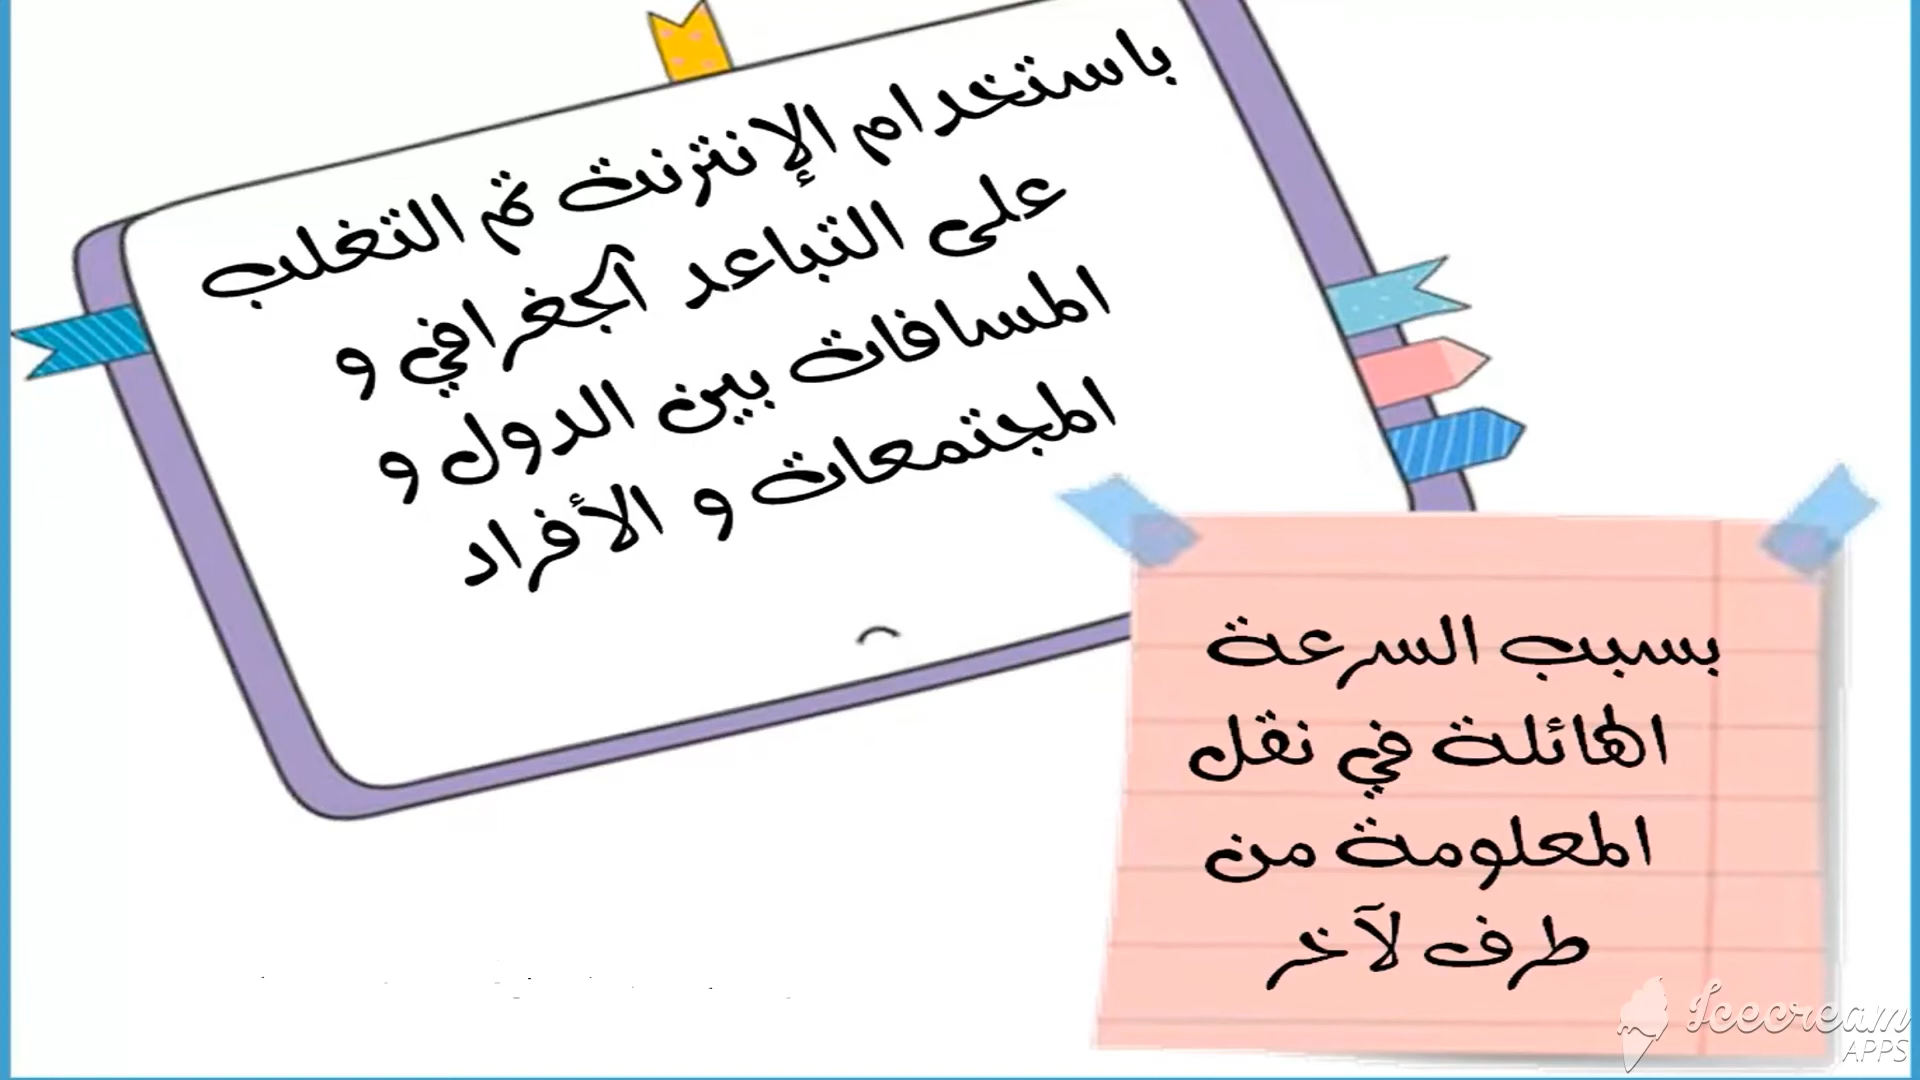 باستخدام الإنترنت تم التغلب
على التباعد الجغرافي و
المسافات بين الدول و
المجتمعات و الأفراد
بسبب السرعة
الهائلة في نقل
المعلومة من
طرف لآخر
Icecream
APPS